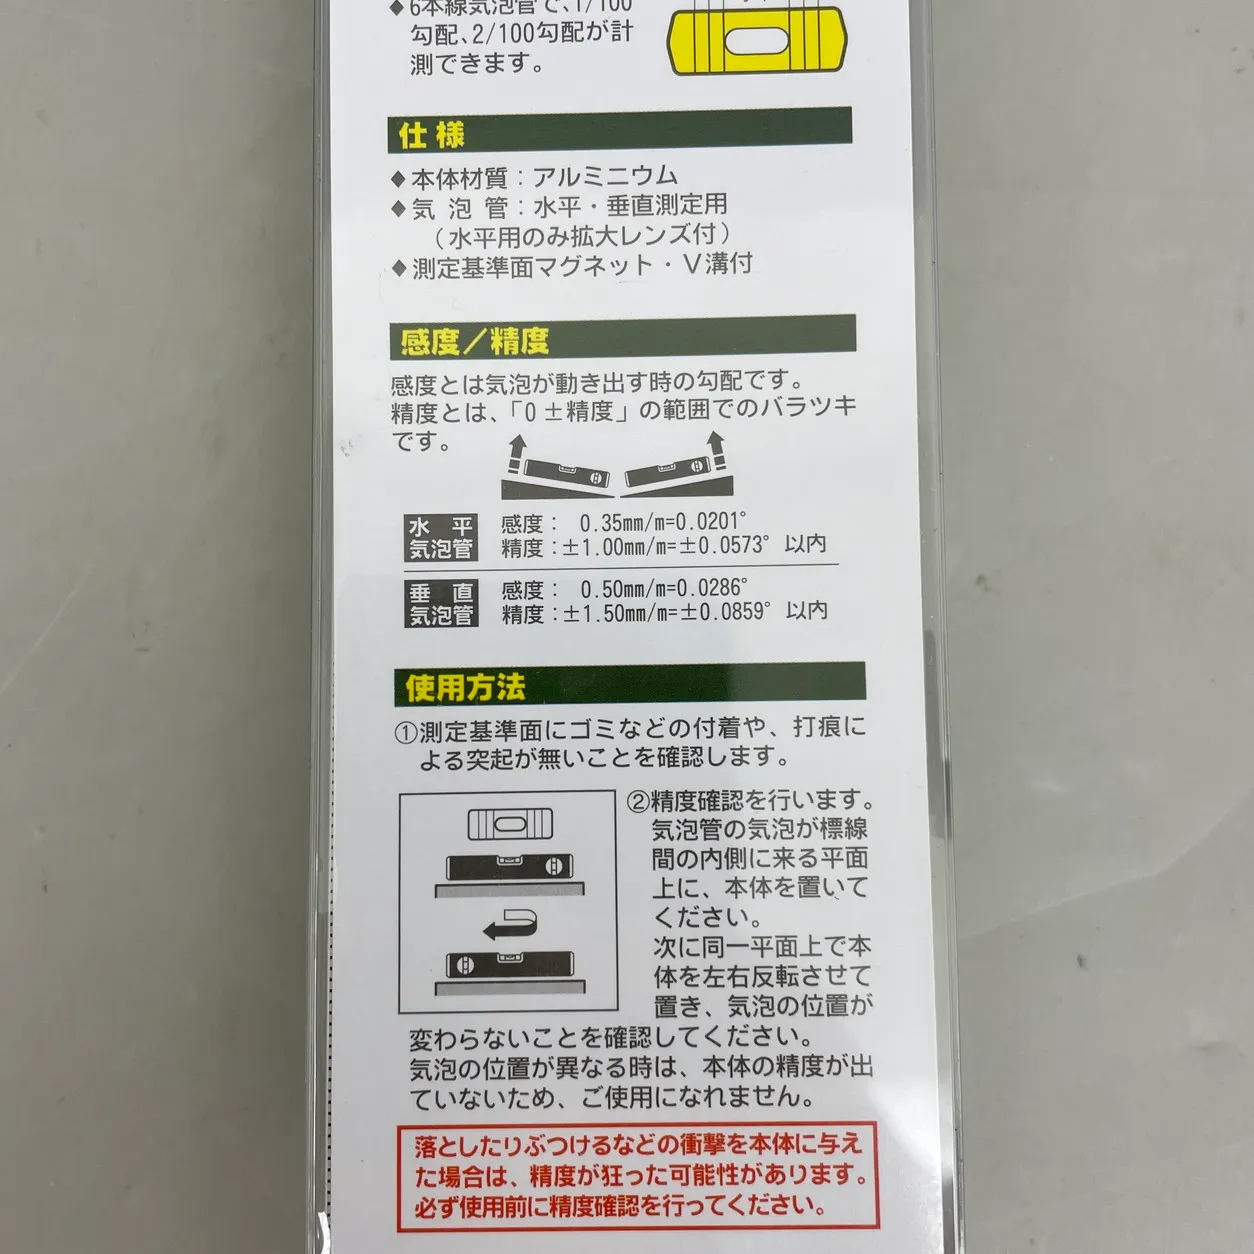 ◆6本線気泡管で、1/100
勾配、2/100勾配が計
測できます。
仕様
◆本体材質：アルミニウム
◆気泡管：水平・垂直測定用
（水平用のみ拡大レンズ付）
◆測定基準面マグネット・V溝付
感度／精度
感度とは気泡が動き出す時の勾配です。
精度とは、「0±精度」の範囲でのバラツキ
です。
水平
気泡管
感度： 0.35mm/m=0.0201°
精度：±1.00mm/m=±0.0573° 以内
垂直
気泡管
感度： 0.50mm/m=0.0286°
精度：±1.50mm/m=±0.0859° 以内
使用方法
①測定基準面にゴミなどの付着や、打痕に
よる突起が無いことを確認します。
②精度確認を行います。
気泡管の気泡が標線
間の内側に来る平面
上に、本体を置いて
ください。
次に同一平面上で本
体を左右反転させて
置き、気泡の位置が
変わらないことを確認してください。
気泡の位置が異なる時は、本体の精度が出
ていないため、ご使用になれません。
落としたりぶつけるなどの衝撃を本体に与え
た場合は、精度が狂った可能性があります。
必ず使用前に精度確認を行ってください。